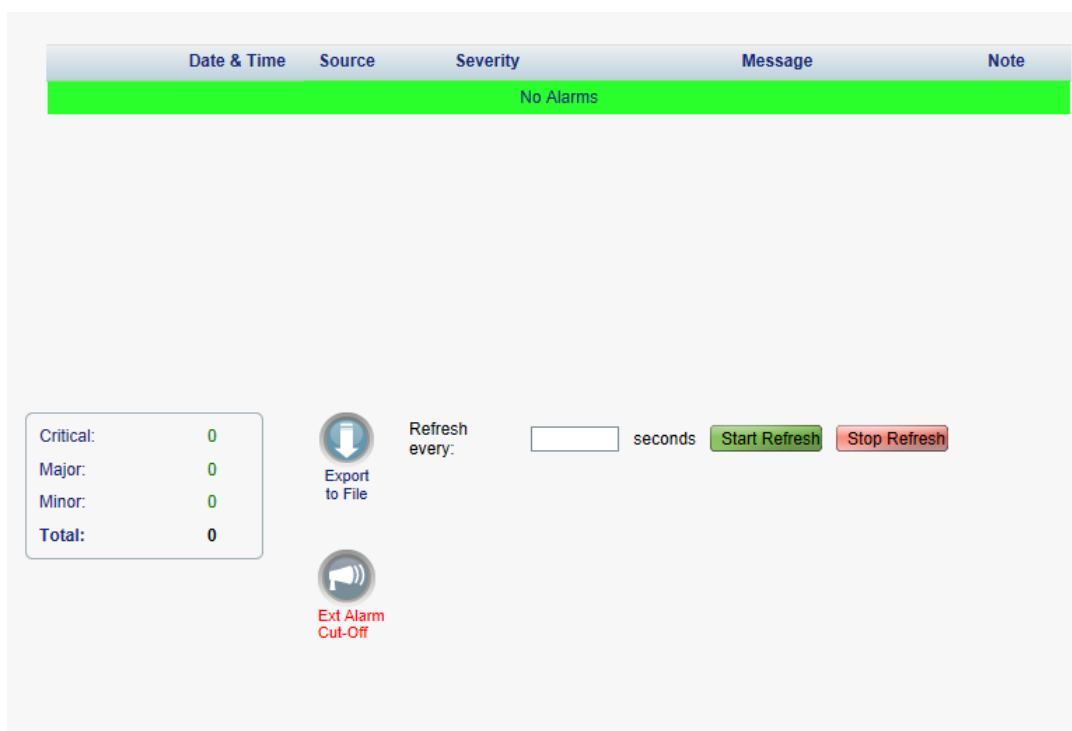 Date & Time Source Severity Message Note
No Alarms
Critical: 0
Major: 0
Minor: 0
Total: 0
Export
to File
Refresh
every: seconds Start Refresh Stop Refresh
Ext Alarm
Cut-Off